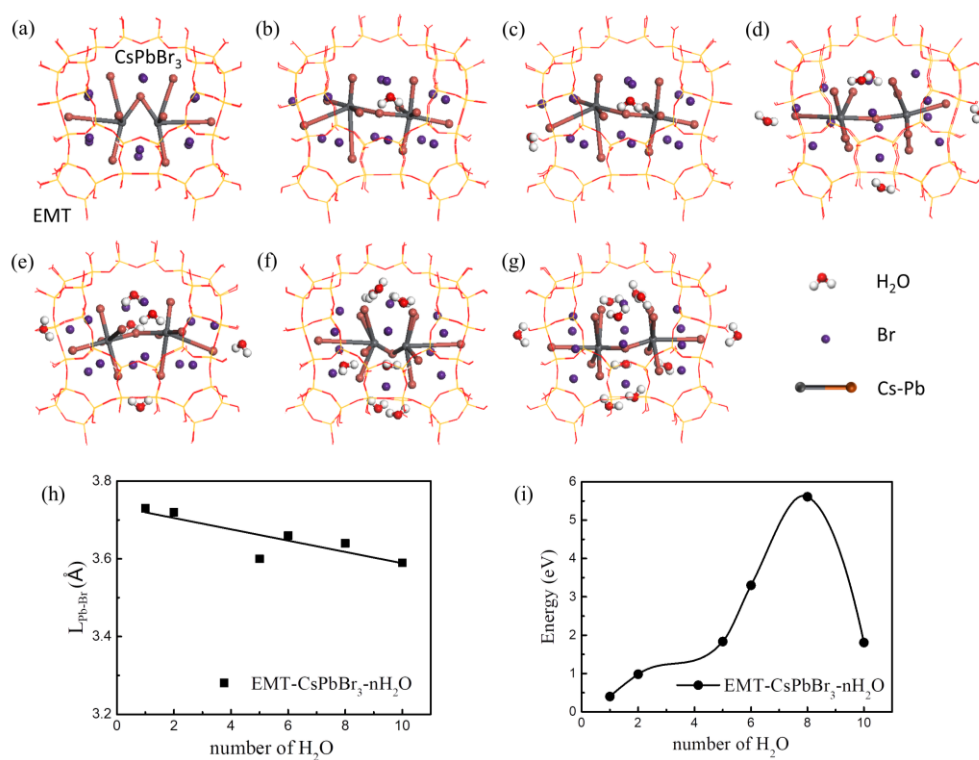 (a)
CsPbBr₃
EMT
(b)
(c)
(d)
(e)
(f)
(g)
H₂O
Br
Cs-Pb
(h)
3.8
3.6
3.4
3.2
L_Pb-Br (Å)
EMT-CsPbBr₃-nH₂O
0 2 4 6 8 10
number of H₂O
(i)
6
5
4
3
2
1
0
Energy (eV)
EMT-CsPbBr₃-nH₂O
0 2 4 6 8 10
number of H₂O